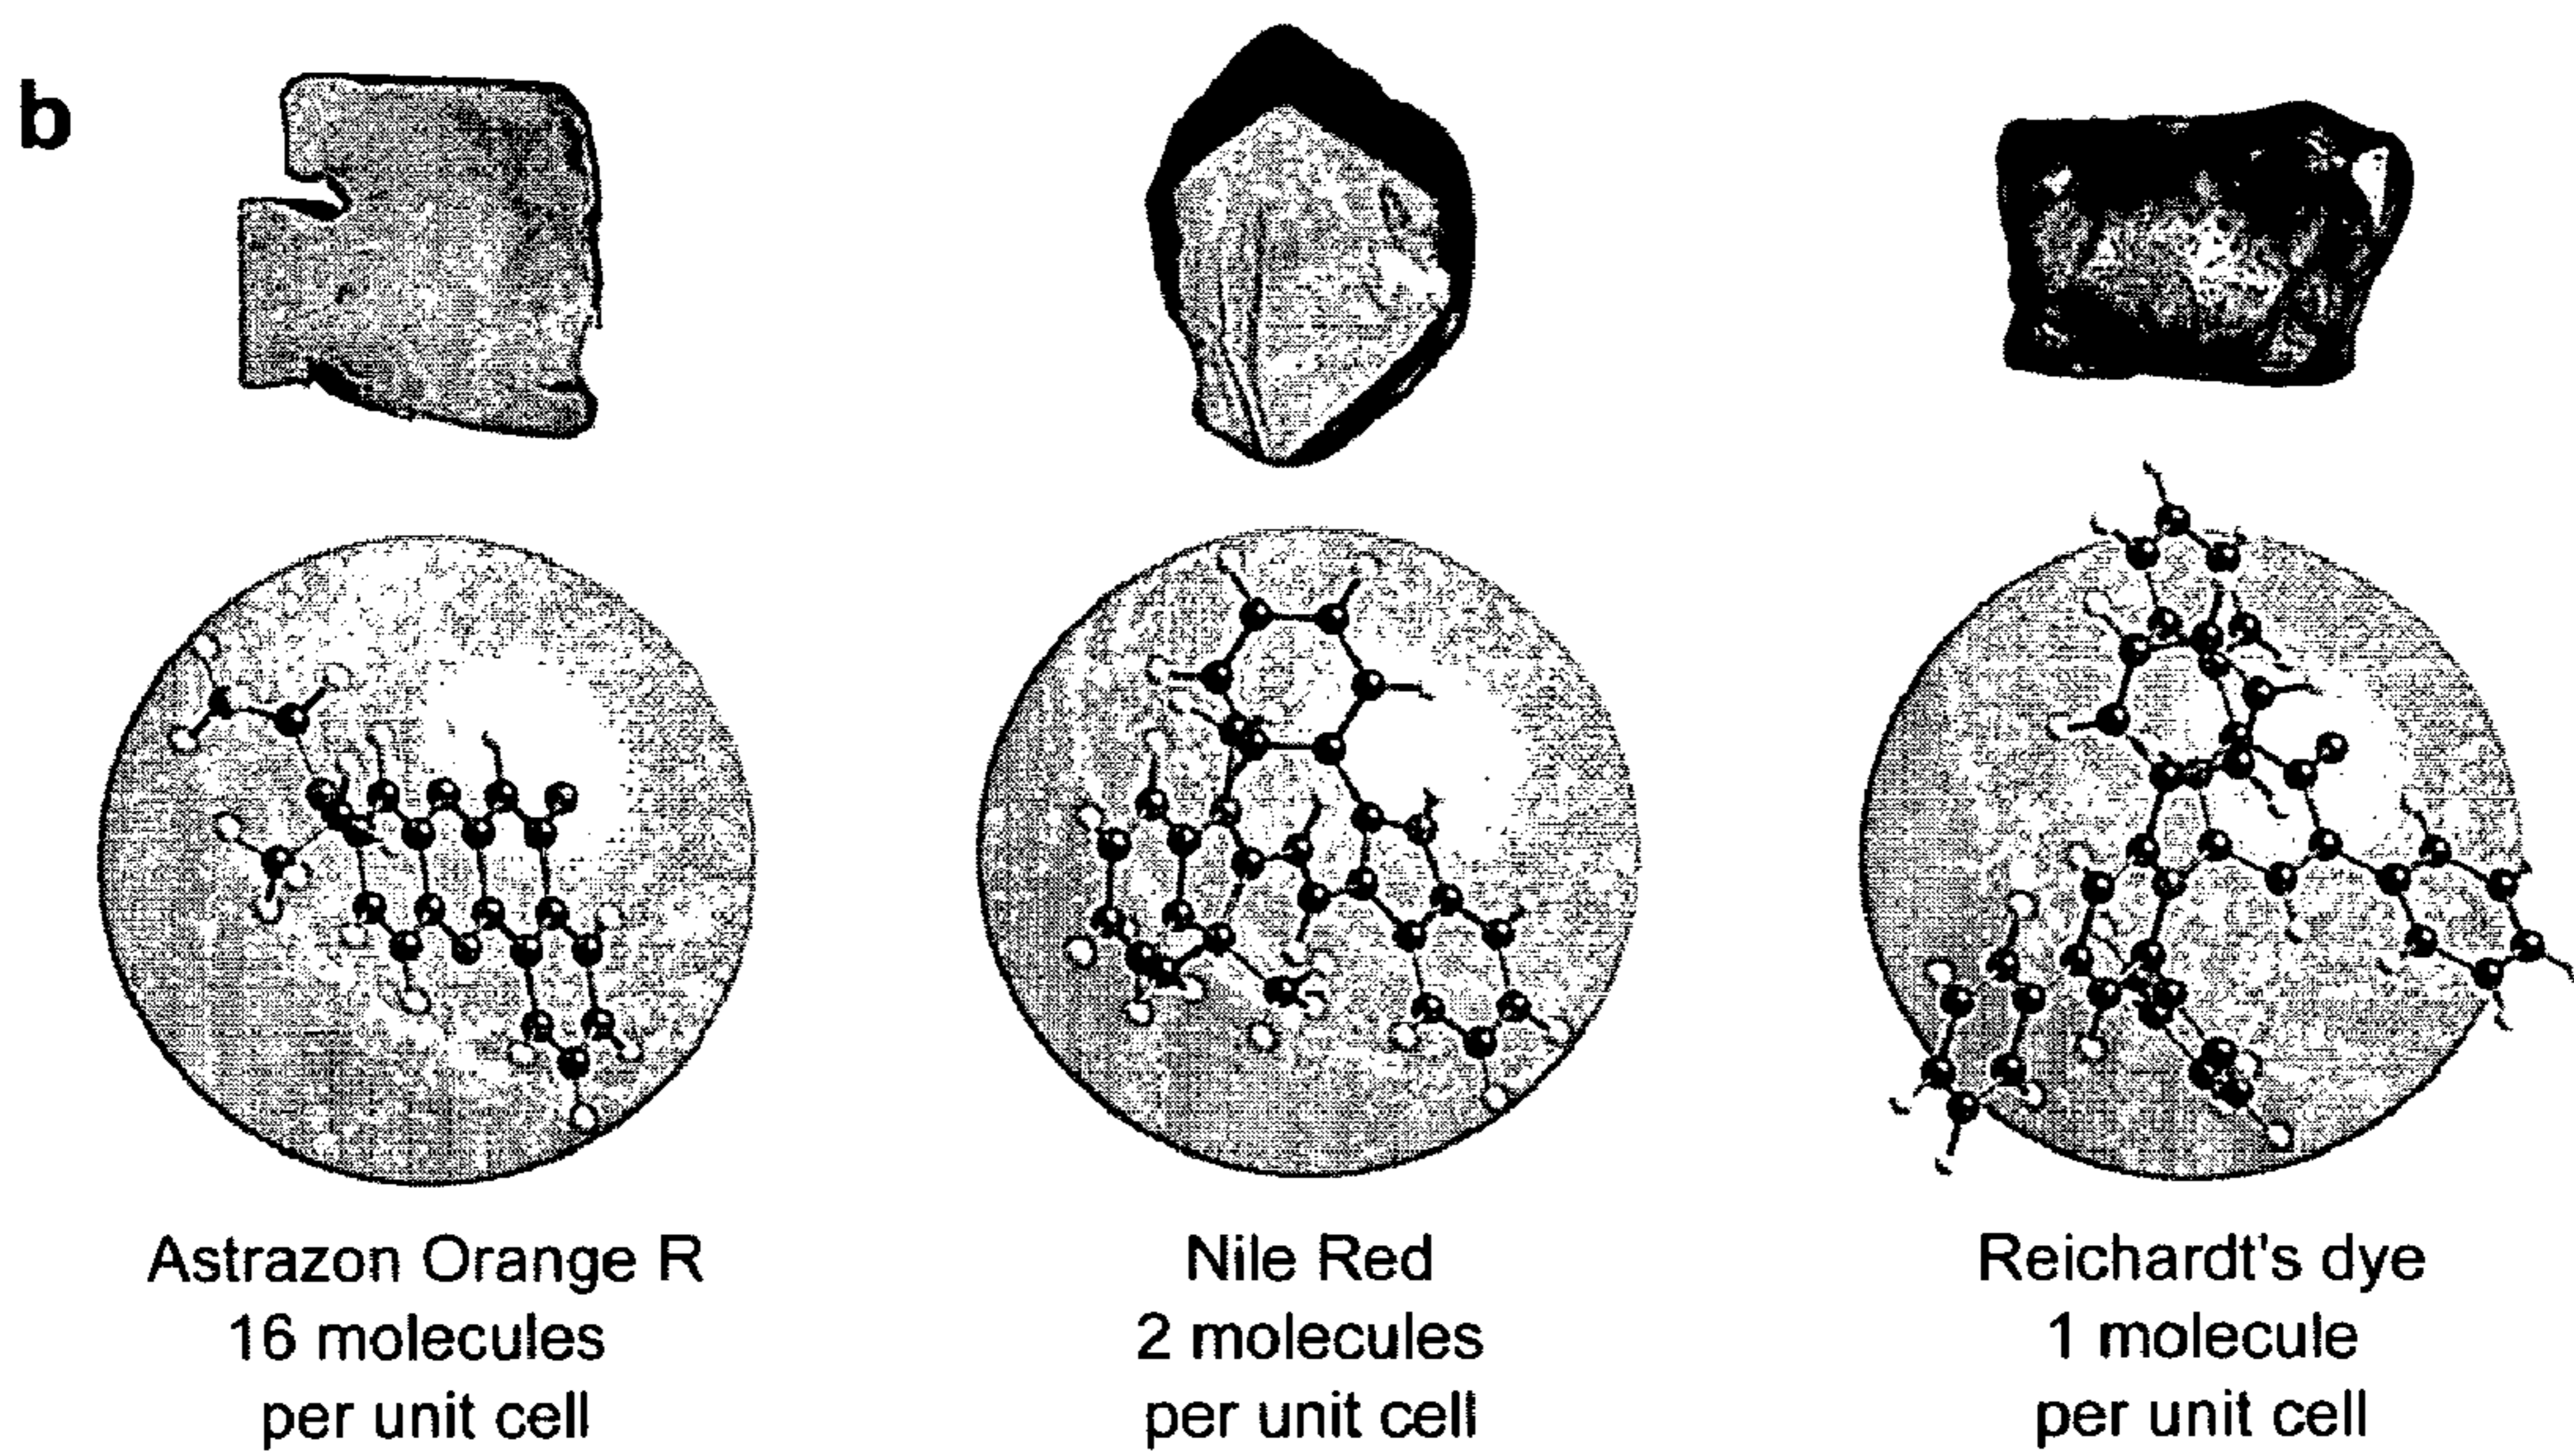 b
Astrazon Orange R
16 molecules
per unit cell
Nile Red
2 molecules
per unit cell
Reichardt's dye
1 molecule
per unit cell